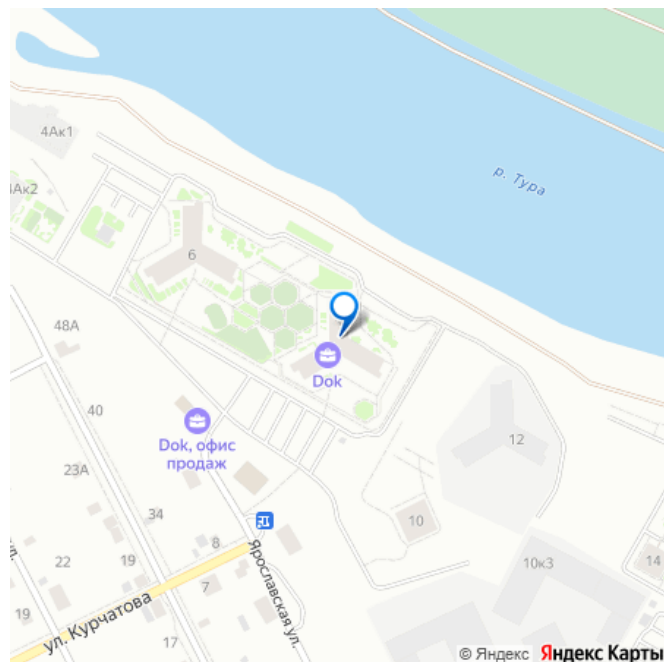 4Ак1
р. Тура
4Ак2
6
48А
Dok
40
Dok, офис
продаж
12
23А
34
10
22
19
8
10к3
14
7
Ярославская ул.
19
ул. Курчатова
17
© Яндекс Яндекс Карты